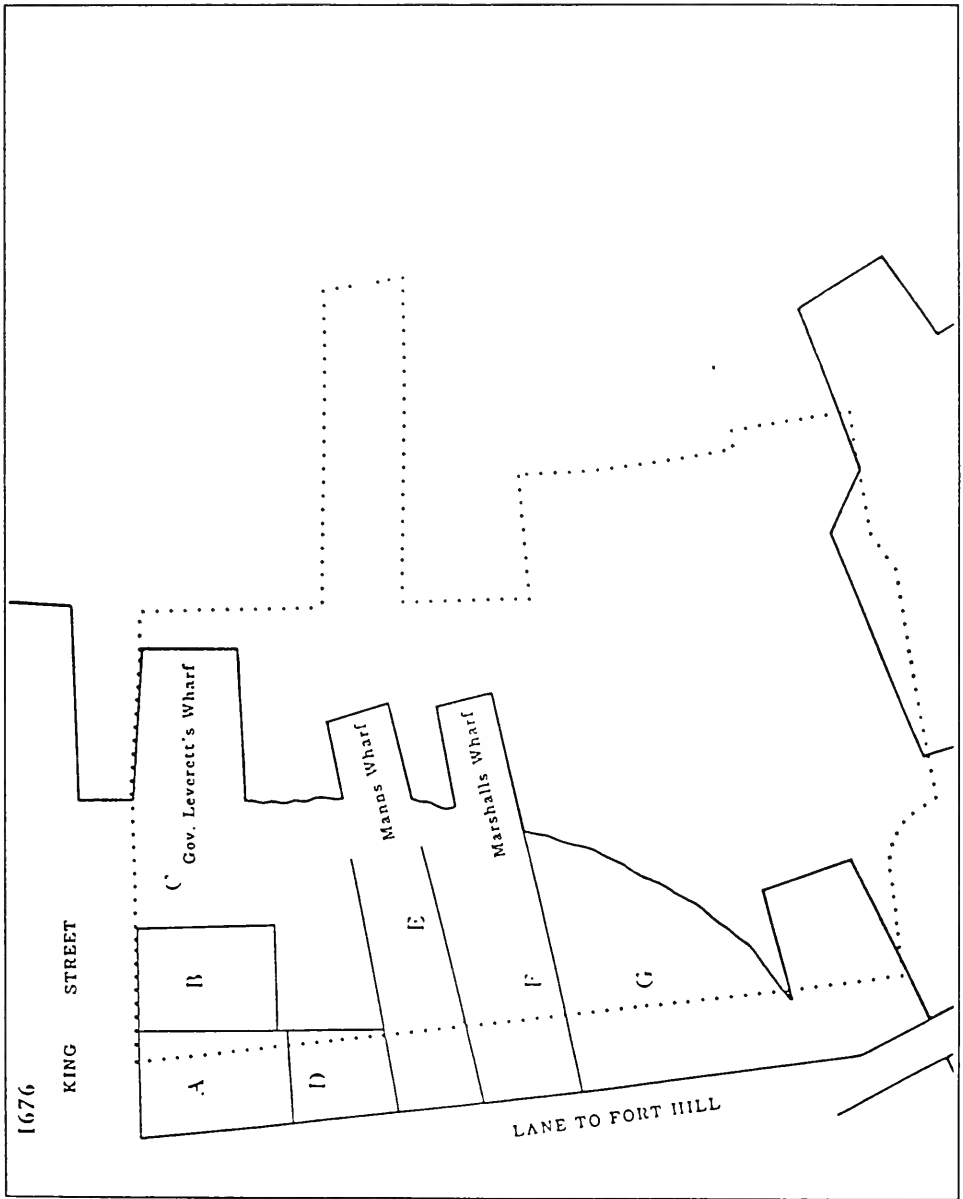 1676
KING STREET
A
B
C
Gov. Leverett's Wharf
D
Manns Wharf
E
Marshalls Wharf
F
G
LANE TO FORT HILL